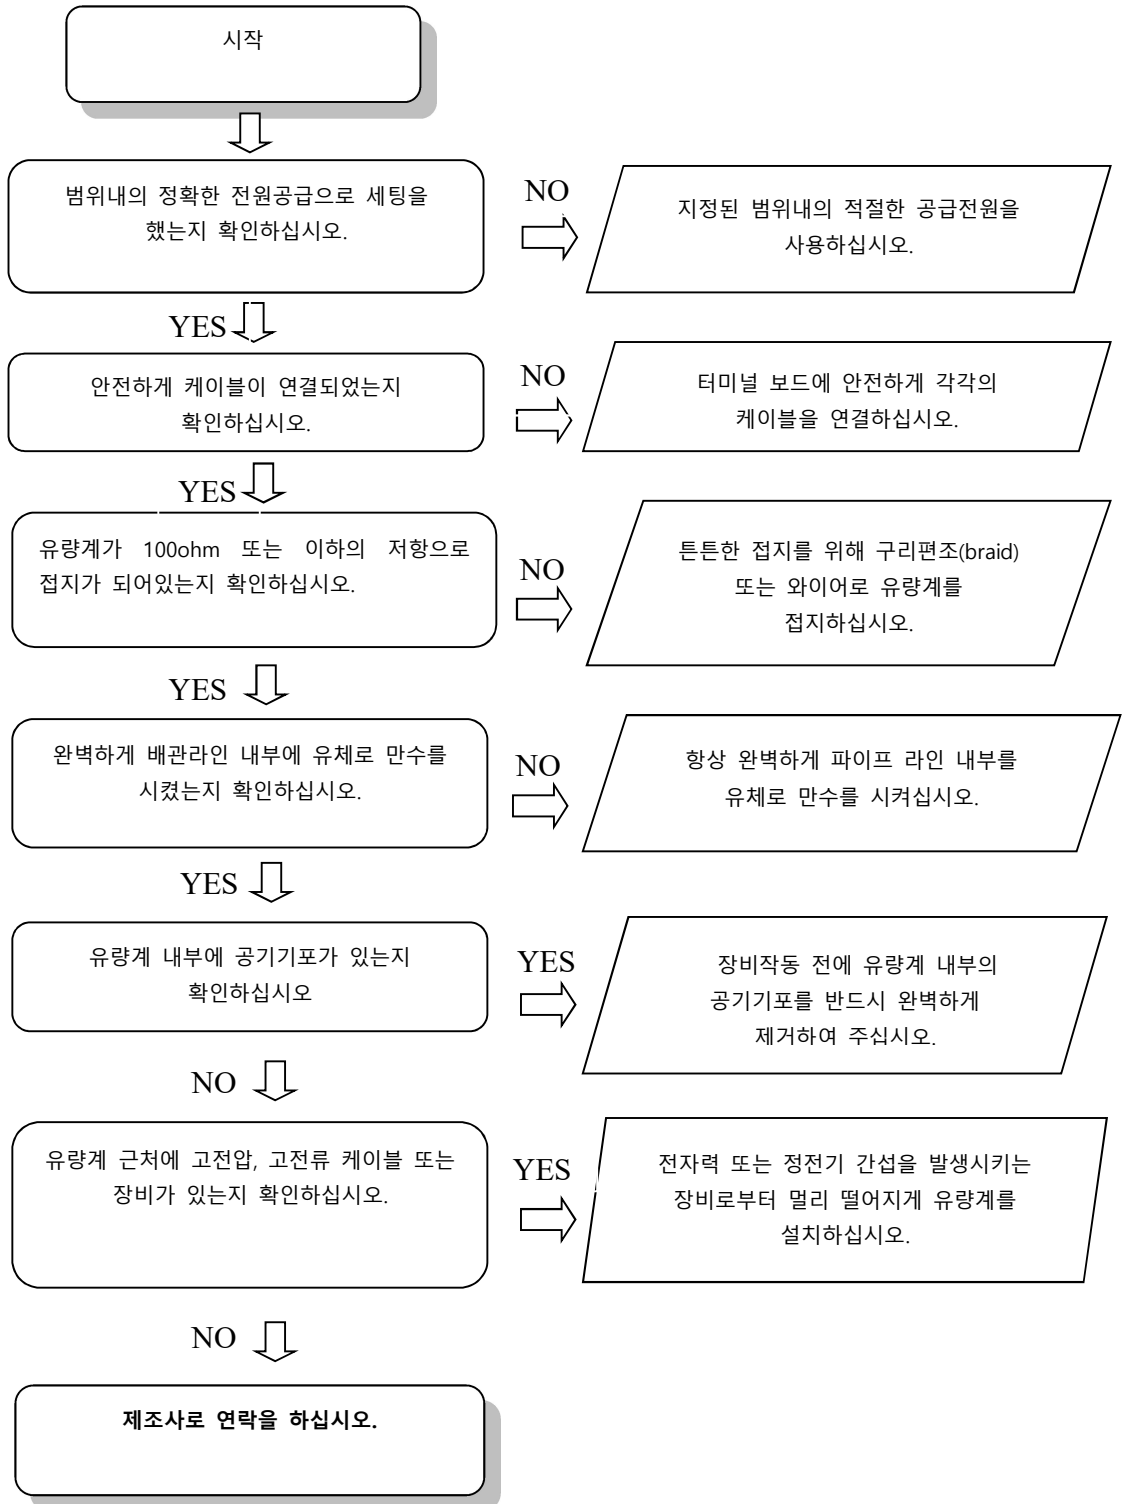 시작
범위내의 정확한 전원공급으로 세팅을
했는지 확인하십시오.
NO
지정된 범위내의 적절한 공급전원을
사용하십시오.
YES
안전하게 케이블이 연결되었는지
확인하십시오.
NO
터미널 보드에 안전하게 각각의
케이블을 연결하십시오.
YES
유량계가 100ohm 또는 이하의 저항으로
접지가 되어있는지 확인하십시오.
NO
튼튼한 접지를 위해 구리편조(braid)
또는 와이어로 유량계를
접지하십시오.
YES
완벽하게 배관라인 내부에 유체로 만수를
시켰는지 확인하십시오.
NO
항상 완벽하게 파이프 라인 내부를
유체로 만수를 시켜십시오.
YES
유량계 내부에 공기기포가 있는지
확인하십시오
YES
장비작동 전에 유량계 내부의
공기기포를 반드시 완벽하게
제거하여 주십시오.
NO
유량계 근처에 고전압, 고전류 케이블 또는
장비가 있는지 확인하십시오.
YES
전자력 또는 정전기 간섭을 발생시키는
장비로부터 멀리 떨어지게 유량계를
설치하십시오.
NO
제조사로 연락을 하십시오.